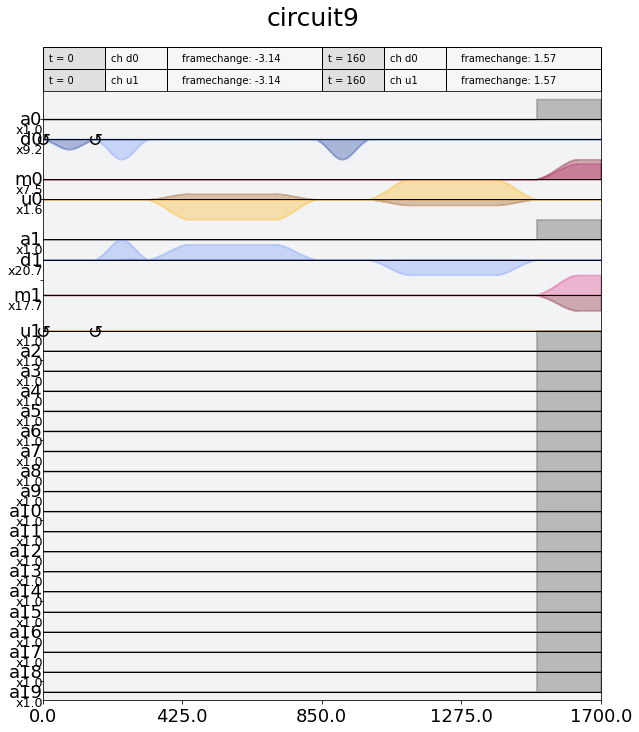 circuit9
t = 0 ch d0 framechange: -3.14 t = 160 ch d0 framechange: 1.57
t = 0 ch u1 framechange: -3.14 t = 160 ch u1 framechange: 1.57
a0
x1.0
d0
x9.2
m0
x7.5
u0
x1.6
a1
x1.0
d1
x20.7
m1
x17.7
u1
x1.0
a2
x1.0
a3
x1.0
a4
x1.0
a5
x1.0
a6
x1.0
a7
x1.0
a8
x1.0
a9
x1.0
a10
x1.0
a11
x1.0
a12
x1.0
a13
x1.0
a14
x1.0
a15
x1.0
a16
x1.0
a17
x1.0
a18
x1.0
a19
x1.0
0.0 425.0 850.0 1275.0 1700.0